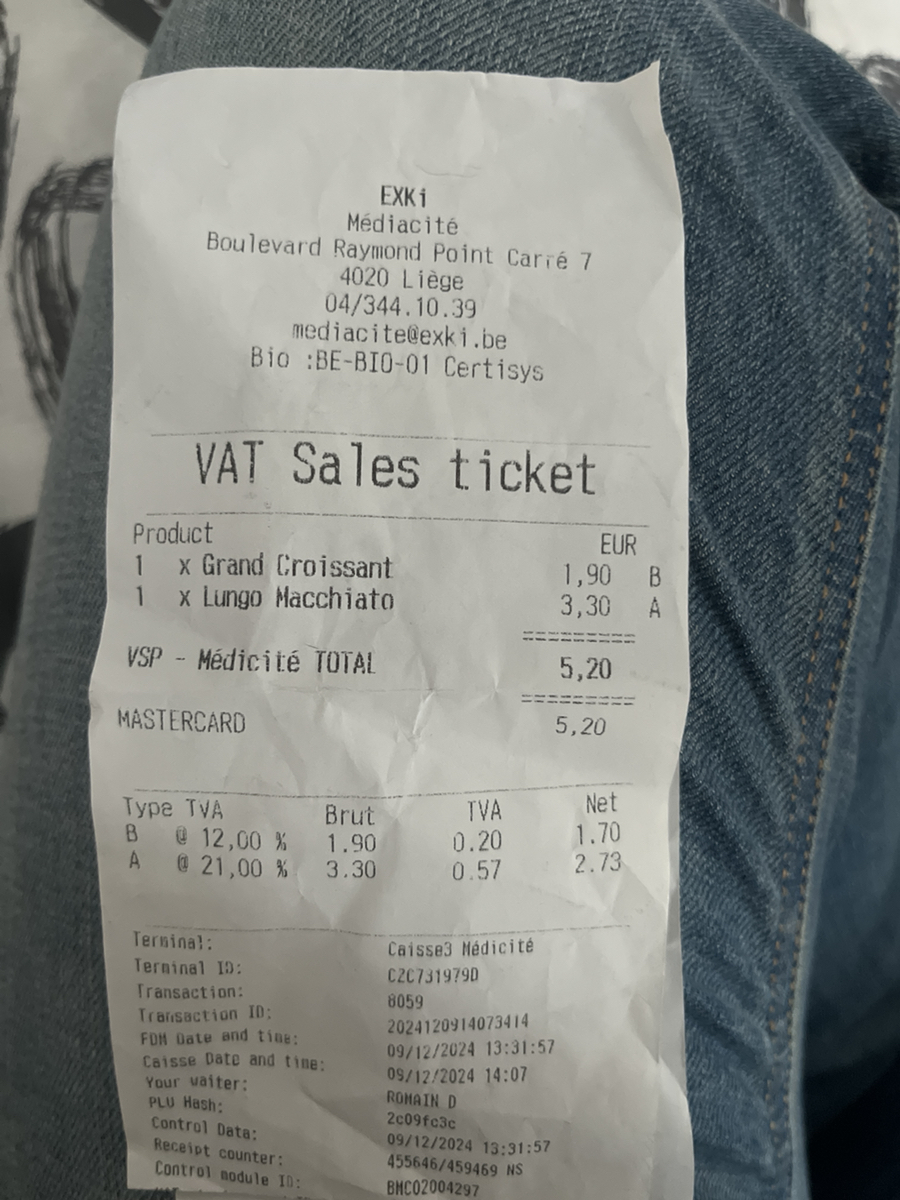 EXKi
Médiacité
Boulevard Raymond Point Carré 7
4020 Liège
04/344.10.39
mediacite@exki.be
Bio :BE-BIO-01 Certisys
VAT Sales ticket
Product EUR
1 x Grand Croissant 1,90 B
1 x Lungo Macchiato 3,30 A
===========
VSP - Médicité TOTAL 5,20
===========
MASTERCARD 5,20
Type TVA Brut TVA Net
B @ 12,00 % 1.90 0.20 1.70
A @ 21,00 % 3.30 0.57 2.73
Terminal: Caisse3 Médicité
Terminal ID: C2C731979D
Transaction: 8059
Transaction ID: 2024120914073414
FDM Date and time: 09/12/2024 13:31:57
Caisse Date and time: 09/12/2024 14:07
Your waiter: ROMAIN D
PLU Hash: 2c09fc3c
Control Data: 09/12/2024 13:31:57
Receipt counter: 455646/459469 NS
Control module ID: BMC02004297